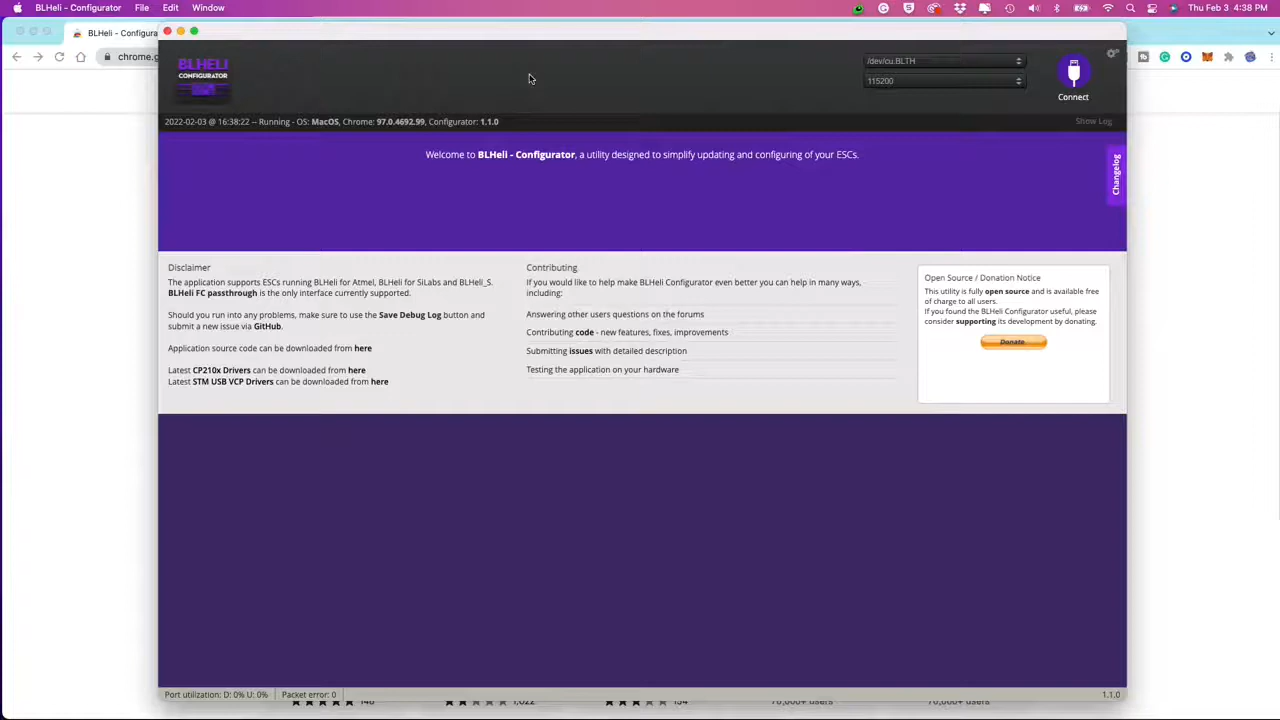 BLHeli - Configurator File Edit Window
Thu Feb 3 4:38 PM
BLHeli - Configura
chrome.g
BLHELI
CONFIGURATOR
/dev/cu.BLTH
115200
Connect
2022-02-03 @ 16:38:22 -- Running - OS: MacOS, Chrome: 97.0.4692.99, Configurator: 1.1.0
Show Log
Welcome to BLHeli - Configurator, a utility designed to simplify updating and configuring of your ESCs.
Changelog
Disclaimer
The application supports ESCs running BLHeli for Atmel, BLHeli for SiLabs and BLHeli_S.
BLHeli FC passthrough is the only interface currently supported.
Should you run into any problems, make sure to use the Save Debug Log button and
submit a new issue via GitHub.
Application source code can be downloaded from here
Latest CP210x Drivers can be downloaded from here
Latest STM USB VCP Drivers can be downloaded from here
Contributing
If you would like to help make BLHeli Configurator even better you can help in many ways,
including:
Answering other users questions on the forums
Contributing code - new features, fixes, improvements
Submitting issues with detailed description
Testing the application on your hardware
Open Source / Donation Notice
This utility is fully open source and is available free
of charge to all users.
If you found the BLHeli Configurator useful, please
consider supporting its development by donating.
Donate
Port utilization: D: 0% U: 0% Packet error: 0
1.1.0